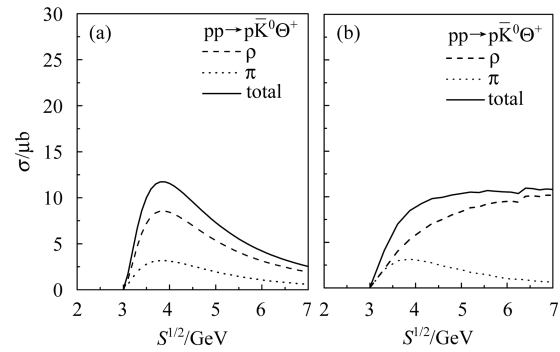 (a)
pp→pK̅⁰Θ⁺
ρ
π
total
(b)
pp→pK̅⁰Θ⁺
ρ
π
total
σ/μb
30
25
20
15
10
5
0
2 3 4 5 6 7
2 3 4 5 6 7
S^{1/2}/GeV
S^{1/2}/GeV